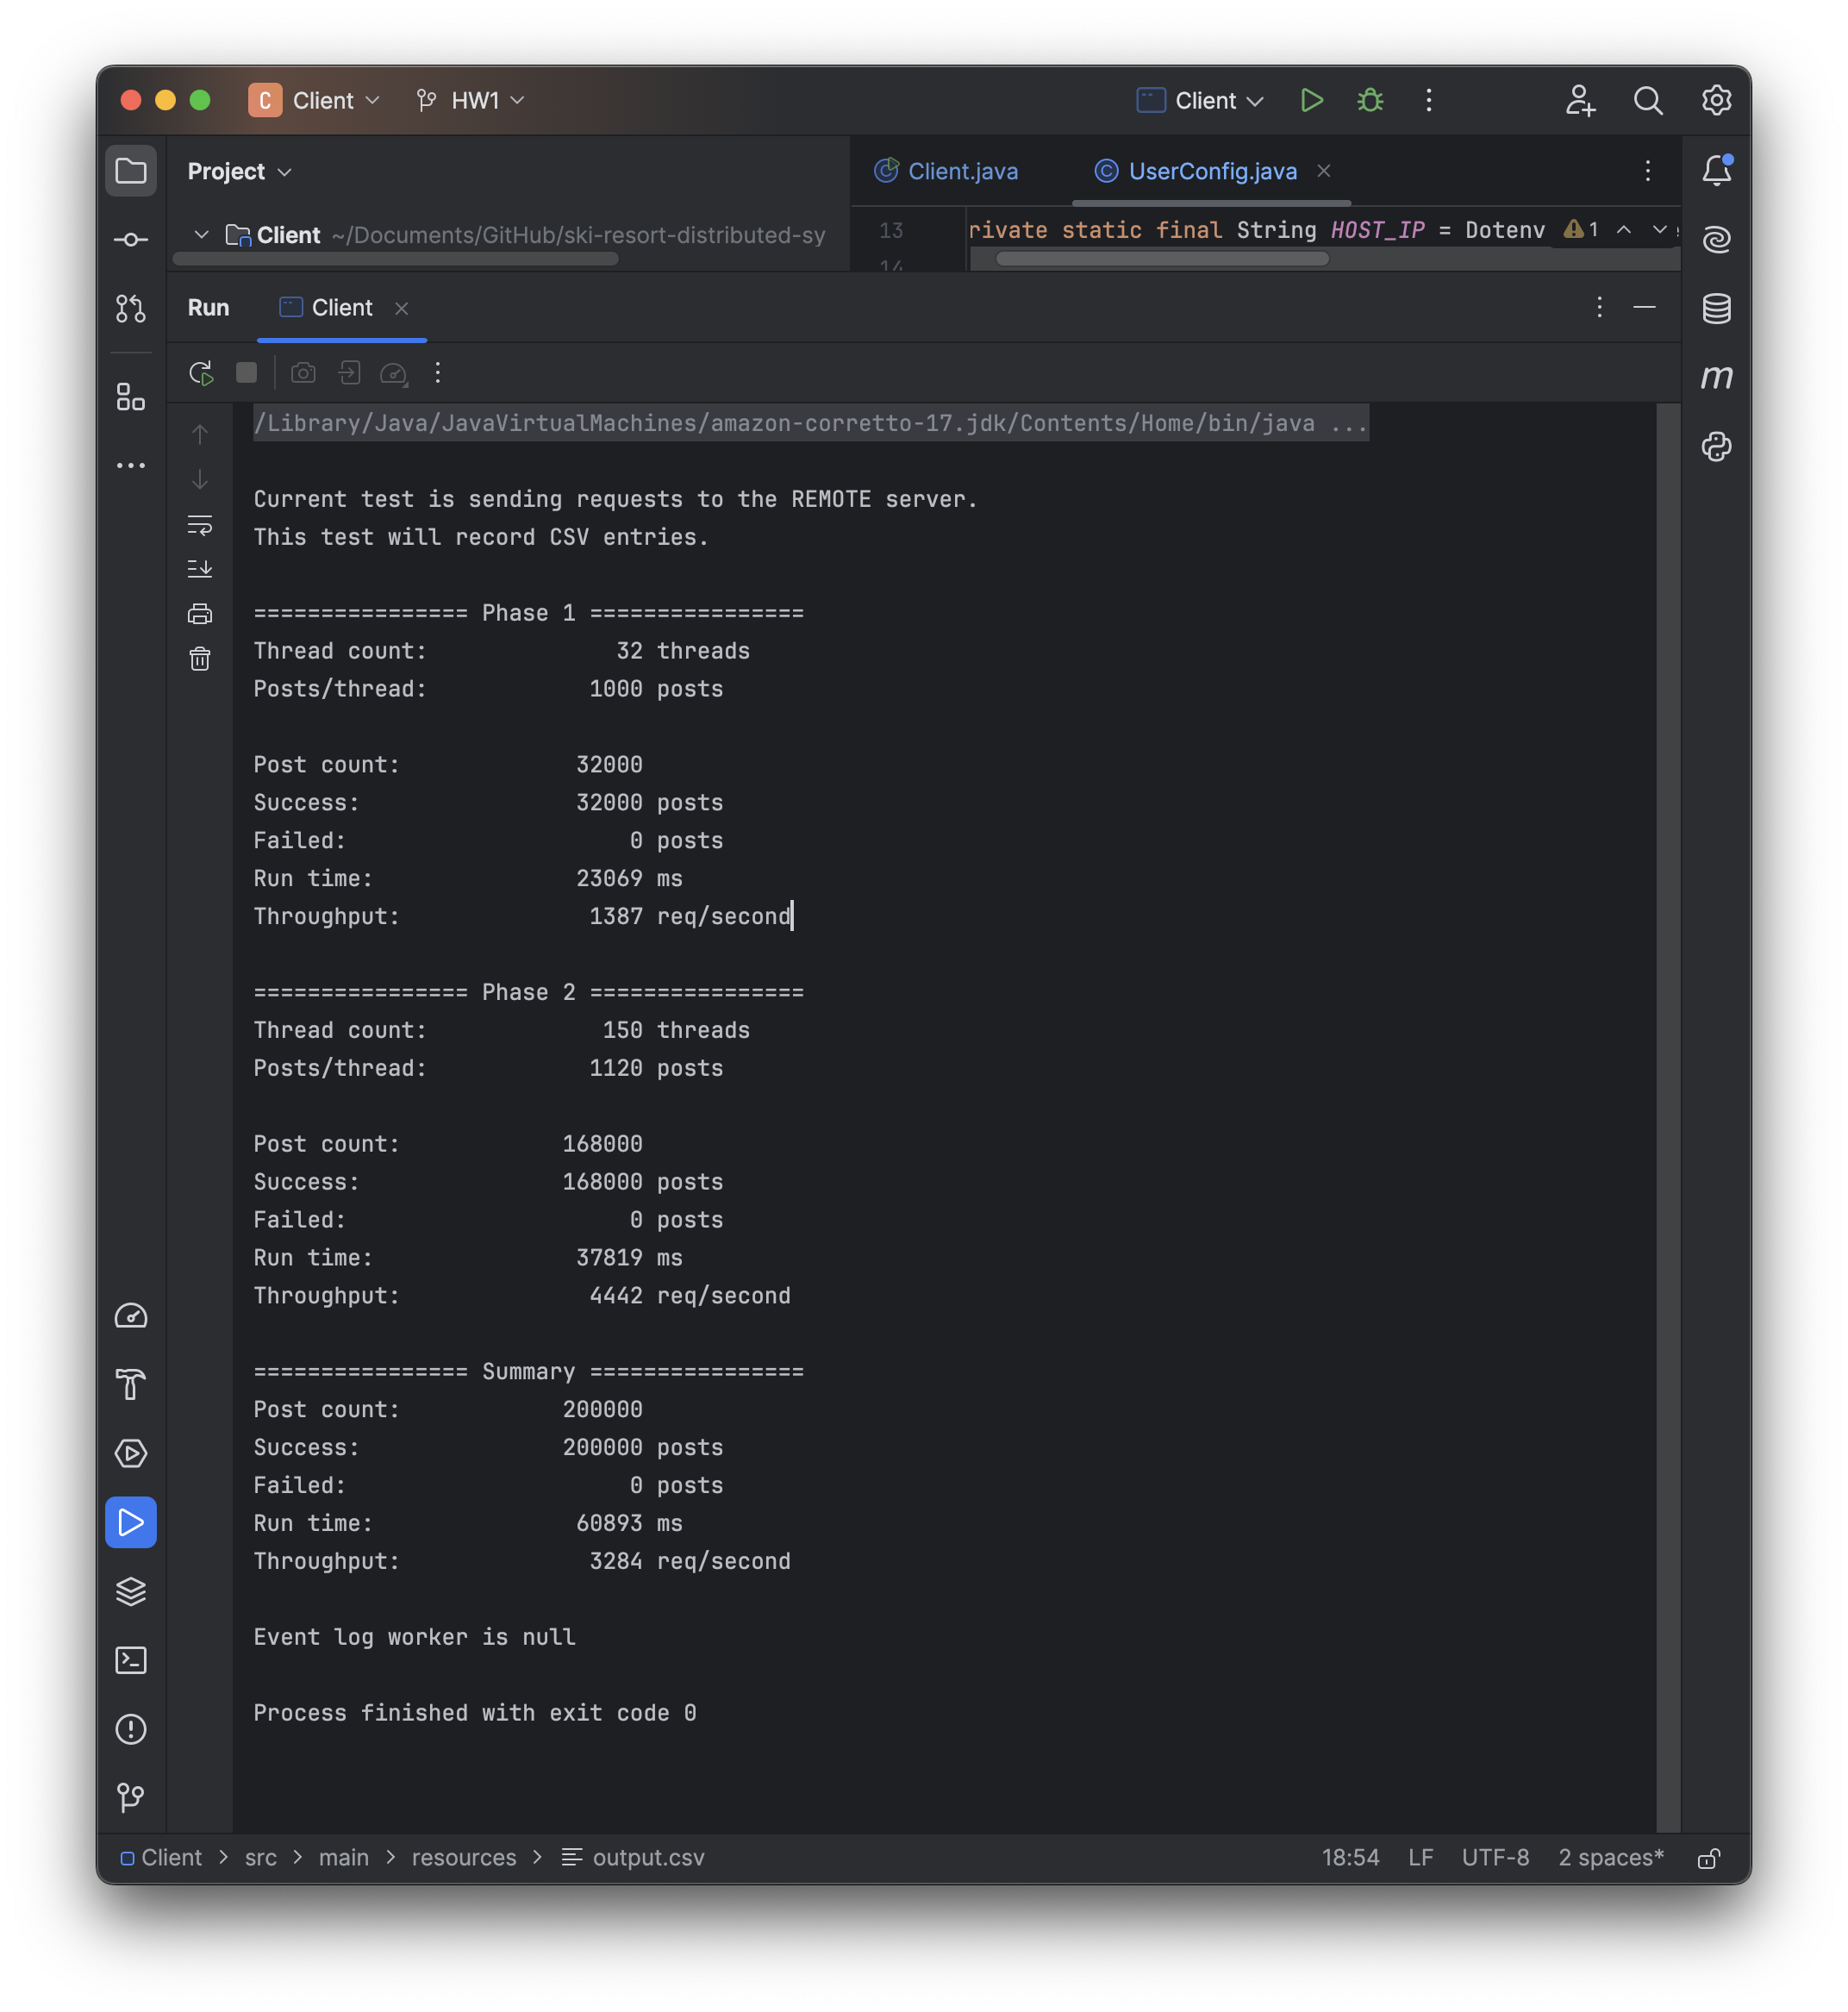 C Client HW1 Client
Project
Client.java UserConfig.java
Client ~/Documents/GitHub/ski-resort-distributed-sy
13 rivate static final String HOST_IP = Dotenv 1
14
Run Client
/Library/Java/JavaVirtualMachines/amazon-corretto-17.jdk/Contents/Home/bin/java ...
Current test is sending requests to the REMOTE server.
This test will record CSV entries.
================ Phase 1 ================
Thread count: 32 threads
Posts/thread: 1000 posts
Post count: 32000
Success: 32000 posts
Failed: 0 posts
Run time: 23069 ms
Throughput: 1387 req/second
================ Phase 2 ================
Thread count: 150 threads
Posts/thread: 1120 posts
Post count: 168000
Success: 168000 posts
Failed: 0 posts
Run time: 37819 ms
Throughput: 4442 req/second
================ Summary ================
Post count: 200000
Success: 200000 posts
Failed: 0 posts
Run time: 60893 ms
Throughput: 3284 req/second
Event log worker is null
Process finished with exit code 0
Client > src > main > resources > output.csv 18:54 LF UTF-8 2 spaces*